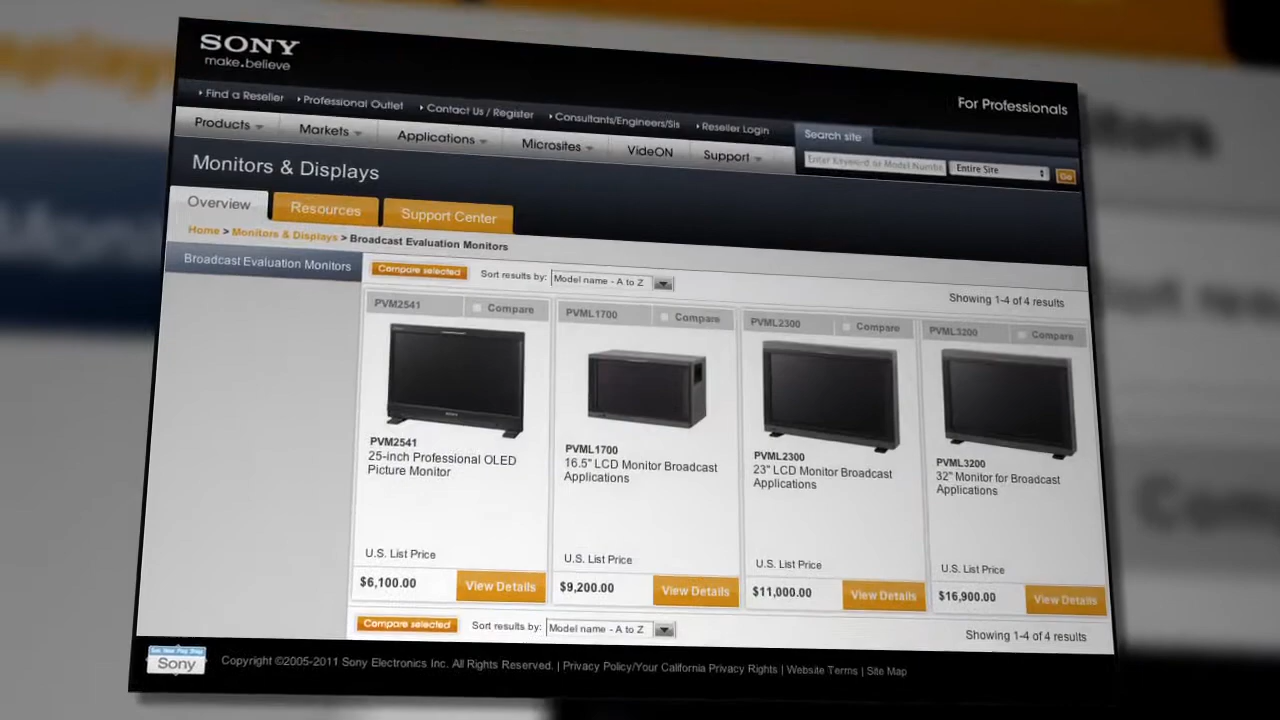 SONY
make.believe
For Professionals
Find a Reseller Professional Outlet Contact Us / Register Consultants/Engineers/Sis Reseller Login
Search site
Products Markets Applications Microsites VideON Support
Enter Keyword or Model Numbe Entire Site Go
Monitors & Displays
Overview Resources Support Center
Home > Monitors & Displays > Broadcast Evaluation Monitors
Broadcast Evaluation Monitors
Compare selected Sort results by: Model name - A to Z
Showing 1-4 of 4 results
PVM2541 Compare PVML1700 Compare PVML2300 Compare PVML3200 Compare
SONY
PVM2541
25-inch Professional OLED
Picture Monitor
U.S. List Price
$6,100.00 View Details
PVML1700
16.5" LCD Monitor Broadcast
Applications
U.S. List Price
$9,200.00 View Details
PVML2300
23" LCD Monitor Broadcast
Applications
U.S. List Price
$11,000.00 View Details
PVML3200
32" Monitor for Broadcast
Applications
U.S. List Price
$16,900.00 View Details
Compare selected Sort results by: Model name - A to Z
Showing 1-4 of 4 results
Sony
Copyright ©2005-2011 Sony Electronics Inc. All Rights Reserved. | Privacy Policy/Your California Privacy Rights | Website Terms | Site Map